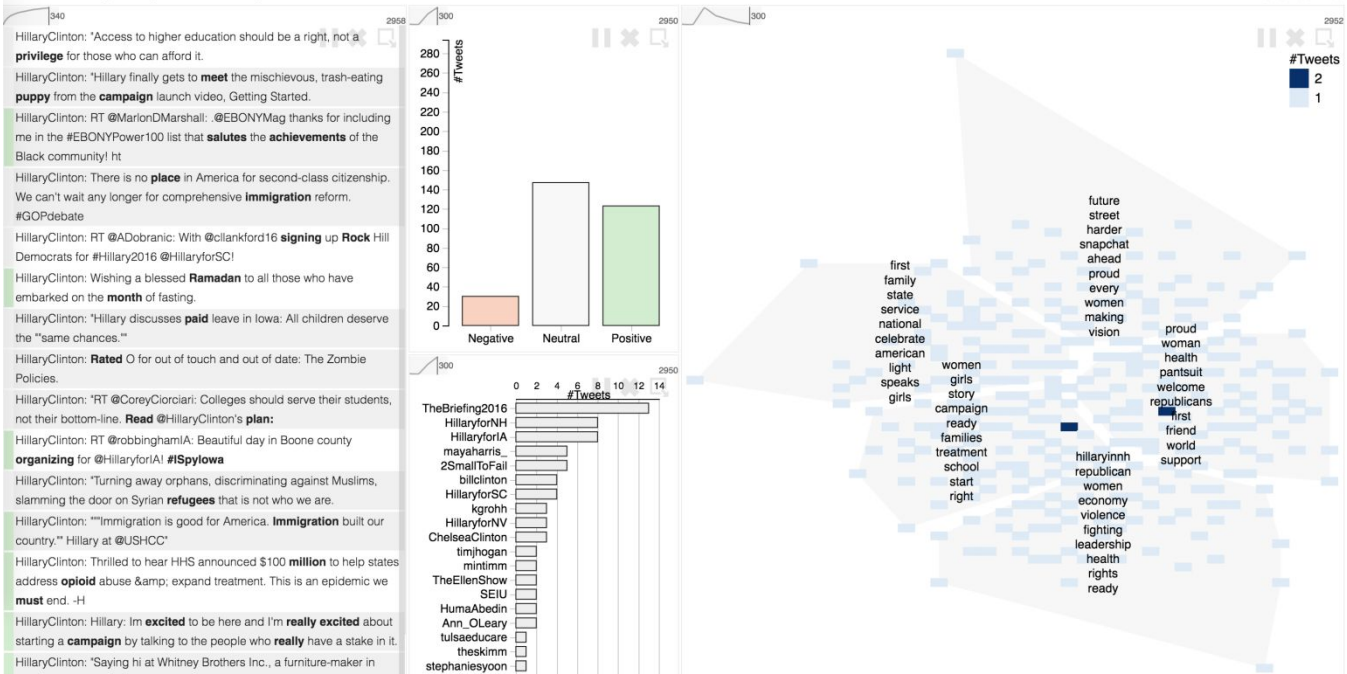 340
2958
HillaryClinton: "Access to higher education should be a right, not a
privilege for those who can afford it.
HillaryClinton: "Hillary finally gets to meet the mischievous, trash-eating
puppy from the campaign launch video, Getting Started.
HillaryClinton: RT @MarlonDMarshall: .@EBONYMag thanks for including
me in the #EBONYPower100 list that salutes the achievements of the
Black community! ht
HillaryClinton: There is no place in America for second-class citizenship.
We can't wait any longer for comprehensive immigration reform.
#GOPdebate
HillaryClinton: RT @ADobranic: With @cllankford16 signing up Rock Hill
Democrats for #Hillary2016 @HillaryforSC!
HillaryClinton: Wishing a blessed Ramadan to all those who have
embarked on the month of fasting.
HillaryClinton: "Hillary discusses paid leave in Iowa: All children deserve
the ""same chances.""
HillaryClinton: Rated O for out of touch and out of date: The Zombie
Policies.
HillaryClinton: "RT @CoreyCiorciari: Colleges should serve their students,
not their bottom-line. Read @HillaryClinton's plan:
HillaryClinton: RT @robbinghamIA: Beautiful day in Boone county
organizing for @HillaryforIA! #ISpyIowa
HillaryClinton: "Turning away orphans, discriminating against Muslims,
slamming the door on Syrian refugees that is not who we are.
HillaryClinton: """Immigration is good for America. Immigration built our
country."" Hillary at @USHCC"
HillaryClinton: Thrilled to hear HHS announced $100 million to help states
address opioid abuse &amp; expand treatment. This is an epidemic we
must end. -H
HillaryClinton: Hillary: Im excited to be here and I'm really excited about
starting a campaign by talking to the people who really have a stake in it.
HillaryClinton: "Saying hi at Whitney Brothers Inc., a furniture-maker in
300
2950
#Tweets
280
260
240
220
200
180
160
140
120
100
80
60
40
20
0
Negative Neutral Positive
300
2950
0 2 4 6 8 10 12 14
#Tweets
TheBriefing2016
HillaryforNH
HillaryforIA
mayaharris_
2SmallToFail
billclinton
HillaryforSC
kgrohh
HillaryforNV
ChelseaClinton
timjhogan
mintimm
TheEllenShow
SEIU
HumaAbedin
Ann_OLeary
tulsaeducare
theskimm
stephaniesyoon
300
2952
#Tweets
2
1
future
street
harder
snapchat
ahead
proud
every
women
making
vision
first
family
state
service
national
celebrate
american
light
speaks
girls
women
girls
story
campaign
ready
families
treatment
school
start
right
proud
woman
health
pantsuit
welcome
republicans
first
friend
world
support
hillaryinnh
republican
women
economy
violence
fighting
leadership
health
rights
ready